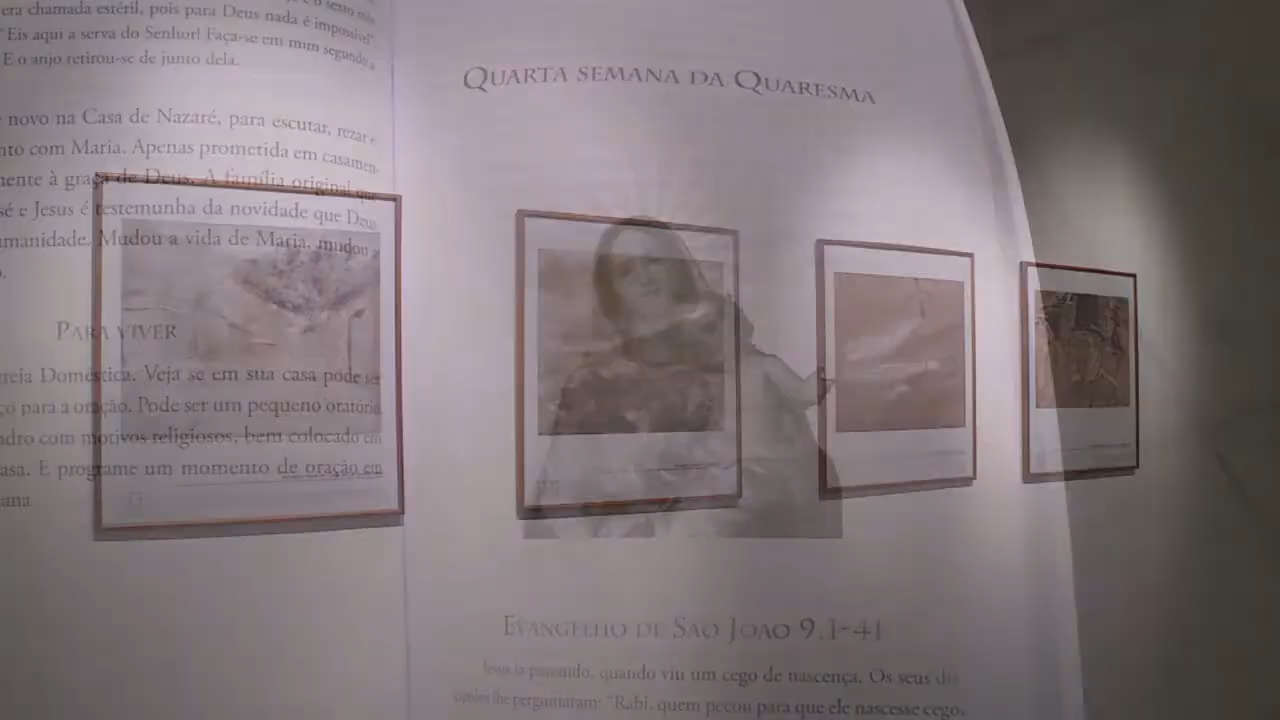 era chamada estéril, pois para Deus nada é impossível".
"Eis aqui a serva do Senhor! Faça-se em mim segundo a
E o anjo retirou-se de junto dela.
novo na Casa de Nazaré, para escutar, rezar e
nto com Maria. Apenas prometida em casamen-
mente à graça de Deus. A família original que
sé e Jesus é testemunha da novidade que Deus
umanidade. Mudou a vida de Maria, mudou a
o.
PARA VIVER
reja Doméstica. Veja se em sua casa pode ser
ço para a oração. Pode ser um pequeno oratório,
adro com motivos religiosos, bem colocado em
asa. E programe um momento de oração em
ana
QUARTA SEMANA DA QUARESMA
EVANGELHO DE SÃO JOÃO 9,1-41
Jesus ia passando, quando viu um cego de nascença. Os seus dis-
cípulos lhe perguntaram: "Rabi, quem pecou para que ele nascesse cego,